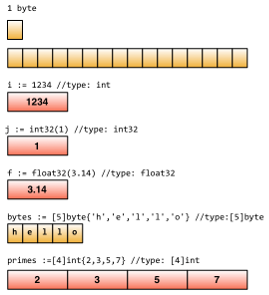 1 byte
i := 1234 //type: int
1234
j := int32(1) //type: int32
1
f := float32(3.14) //type: float32
3.14
bytes := [5]byte{'h','e','l','l','o'} //type:[5]byte
h e l l o
primes :=[4]int{2,3,5,7} //type: [4]int
2 3 5 7